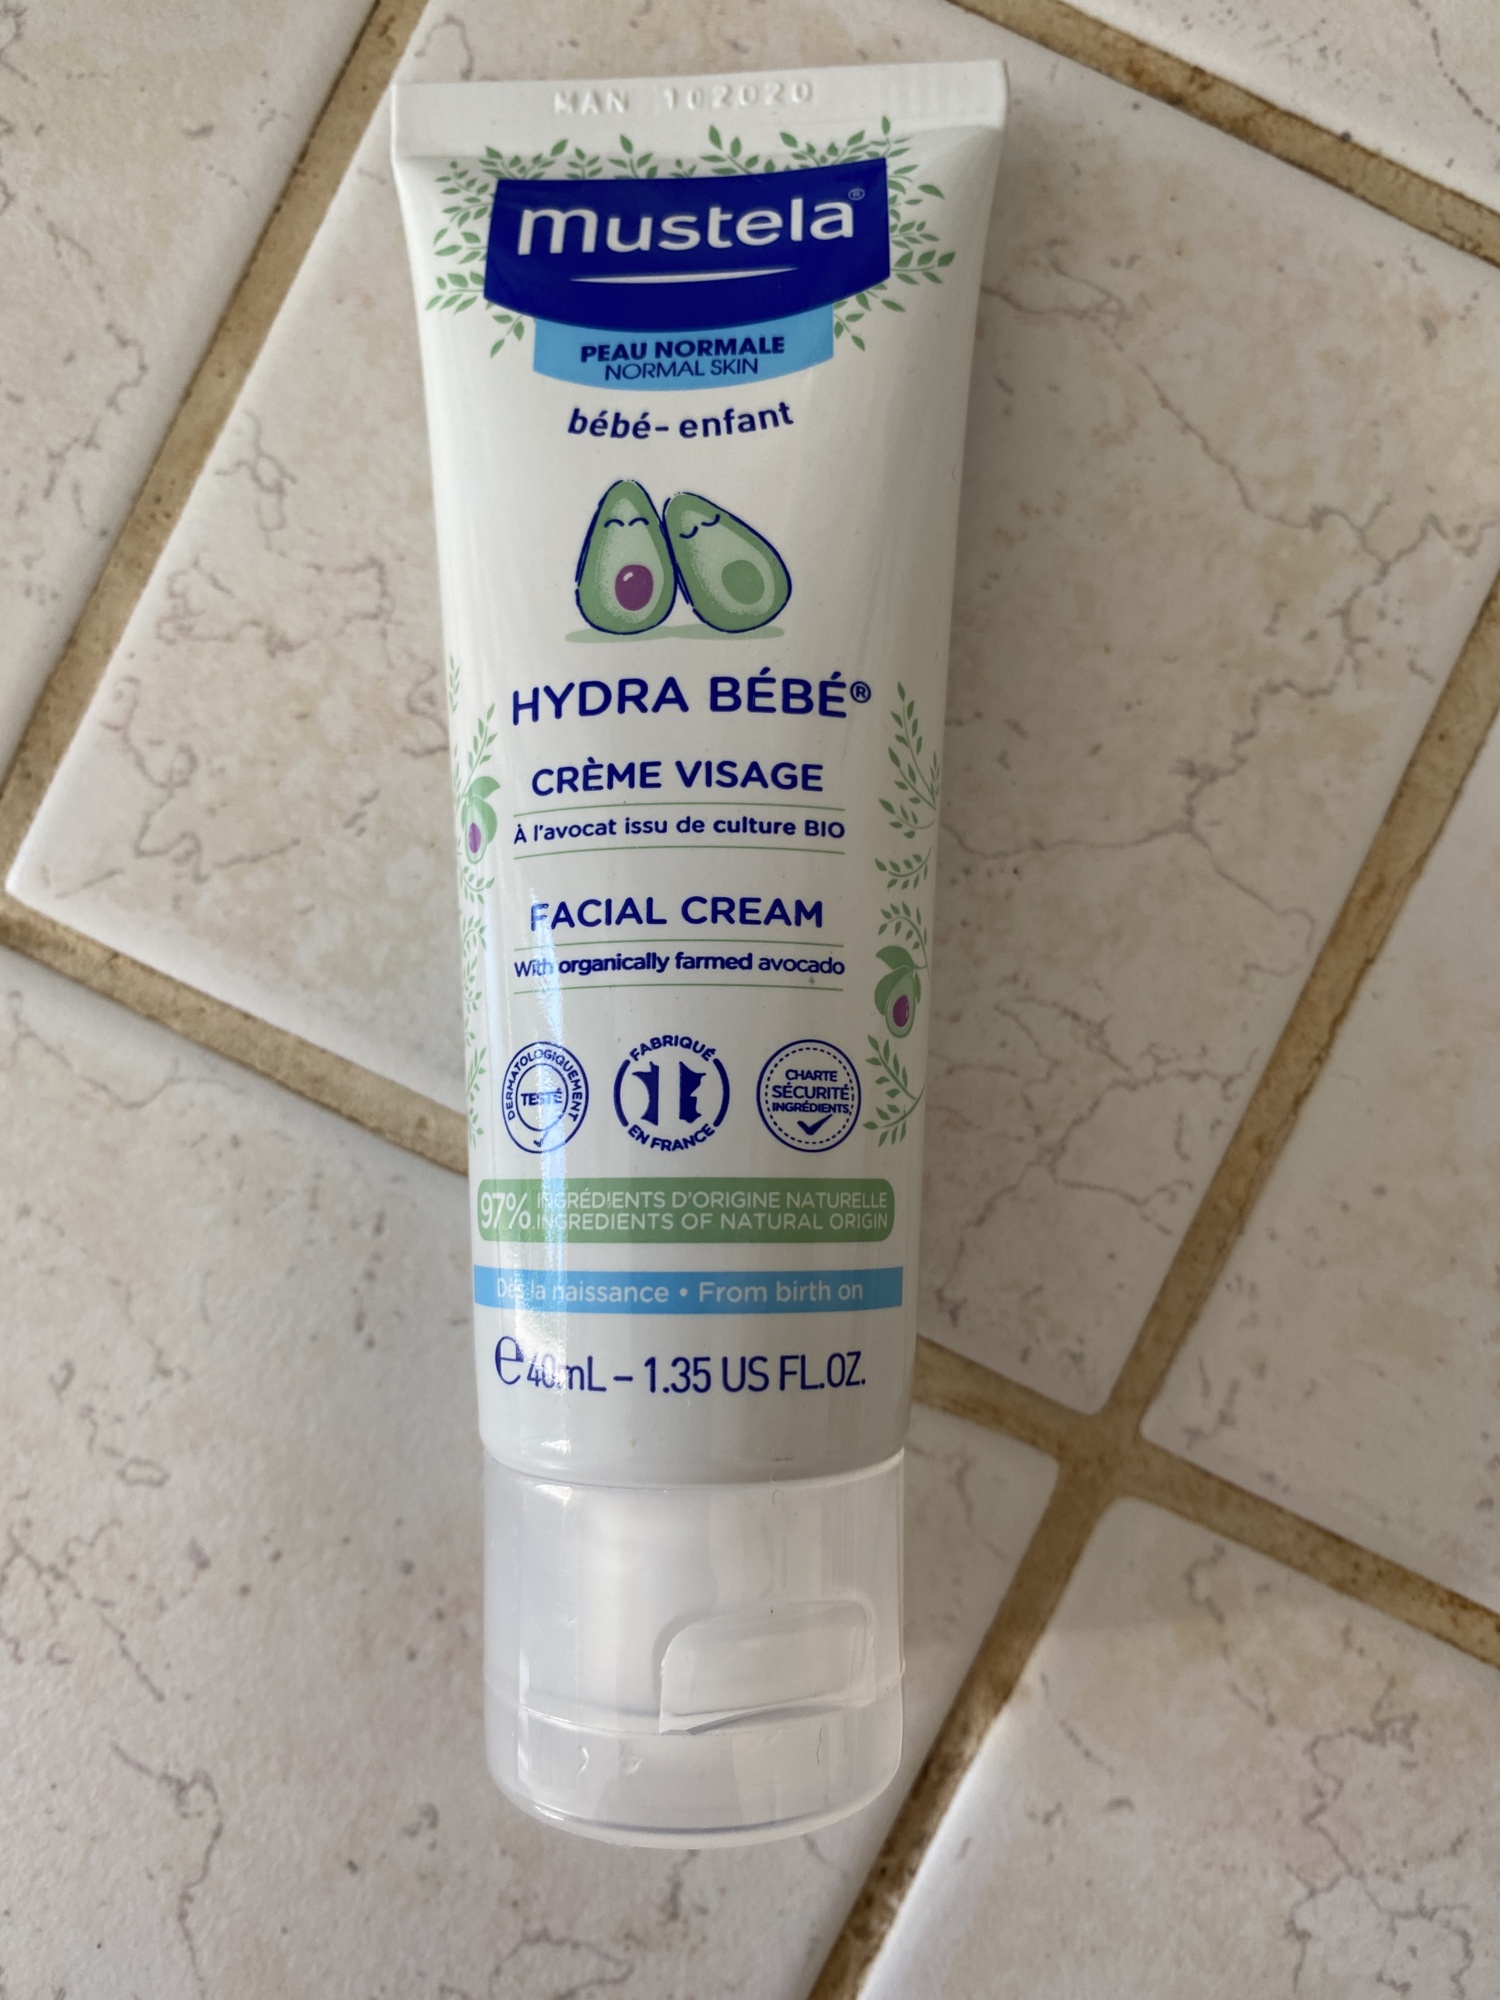 MAN 102020
mustela®
PEAU NORMALE
NORMAL SKIN
bébé-enfant
HYDRA BÉBÉ®
CRÈME VISAGE
À l'avocat issu de culture BIO
FACIAL CREAM
With organically farmed avocado
DERMATOLOGIQUEMENT
TESTÉ
FABRIQUÉ
EN FRANCE
CHARTE
SÉCURITÉ
INGRÉDIENTS
97% INGRÉDIENTS D'ORIGINE NATURELLE
INGREDIENTS OF NATURAL ORIGIN
Dès la naissance • From birth on
e 40mL – 1.35 US FL.OZ.